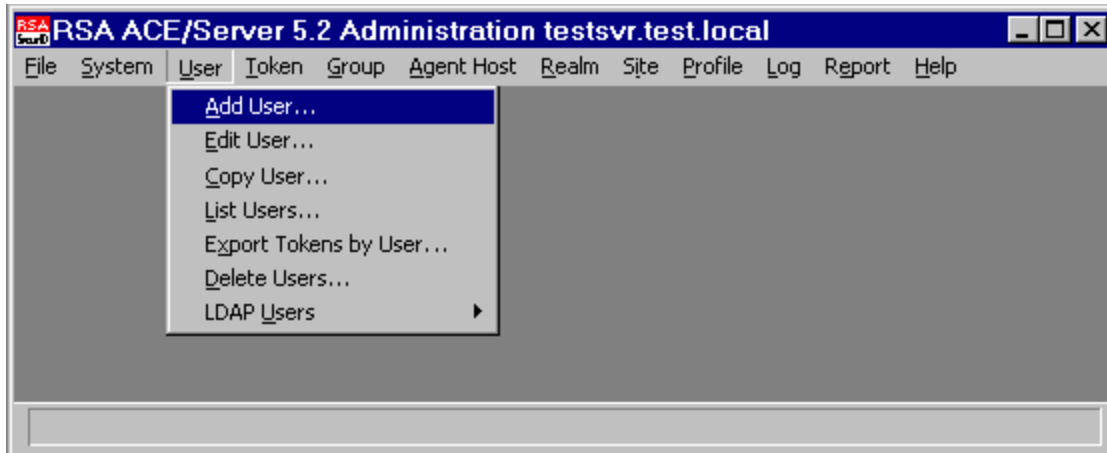 RSA SecurID RSA ACE/Server 5.2 Administration testsvr.test.local
File System User Token Group Agent Host Realm Site Profile Log Report Help
Add User...
Edit User...
Copy User...
List Users...
Export Tokens by User...
Delete Users...
LDAP Users